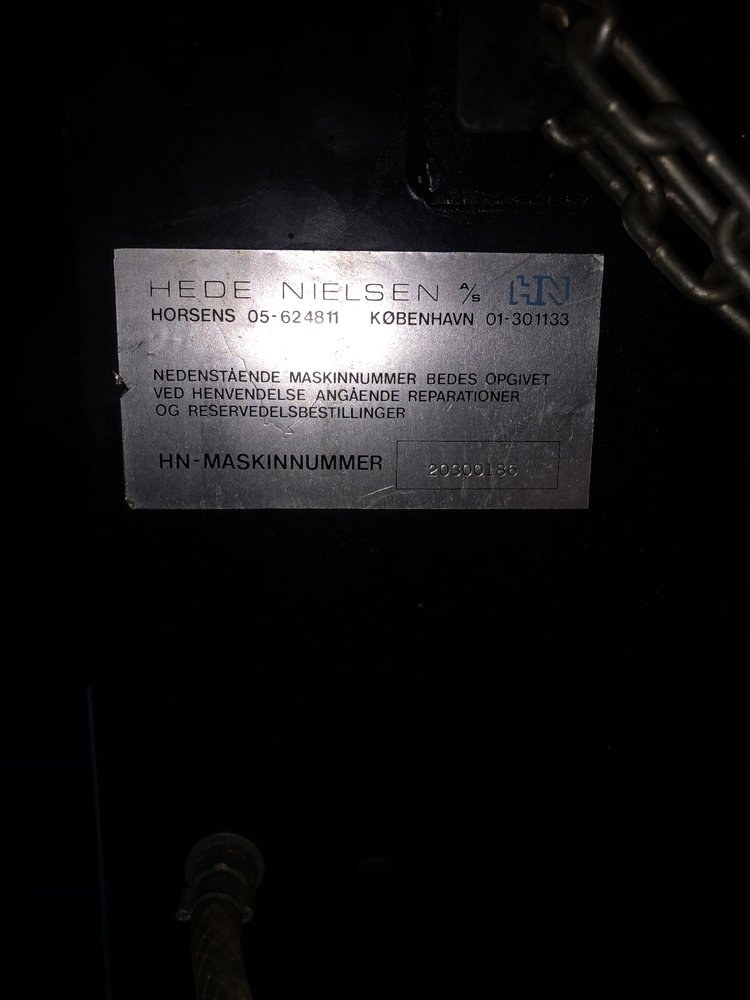 HEDE NIELSEN A/S HN
HORSENS 05-624811 KØBENHAVN 01-301133
NEDENSTÅENDE MASKINNUMMER BEDES OPGIVET
VED HENVENDELSE ANGÅENDE REPARATIONER
OG RESERVEDELSBESTILLINGER
HN-MASKINNUMMER 20300186